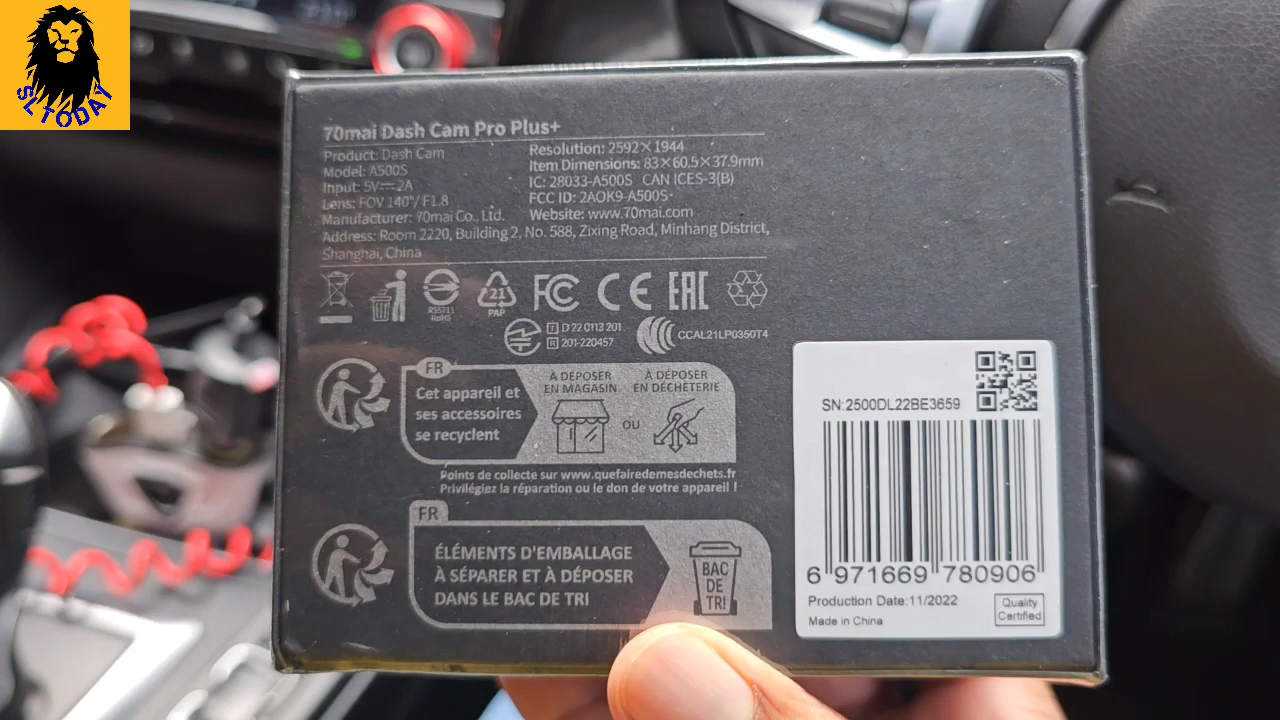 SLTODAY
70mai Dash Cam Pro Plus+
Product: Dash Cam
Model: A500S
Input: 5V⎓2A
Lens: FOV 140°/ F1.8
Manufacturer: 70mai Co., Ltd.
Resolution: 2592×1944
Item Dimensions: 83×60.5×37.9mm
IC: 28033-A500S CAN ICES-3(B)
FCC ID: 2AOK9-A500S
Website: www.70mai.com
Address: Room 2220, Building 2, No. 588, Zixing Road, Minhang District,
Shanghai, China
R55711
RoHS
21
PAP
FC CE EAC
T D 22 0113 201
R 201-220457
CCAL21LP0350T4
FR
Cet appareil et
ses accessoires
se recyclent
À DÉPOSER
EN MAGASIN
OU
À DÉPOSER
EN DÉCHÈTERIE
Points de collecte sur www.quefairedemesdechets.fr
Privilégiez la réparation ou le don de votre appareil !
FR
ÉLÉMENTS D'EMBALLAGE
À SÉPARER ET À DÉPOSER
DANS LE BAC DE TRI
BAC
DE
TRI
SN:2500DL22BE3659
6 971669 780906
Production Date:11/2022
Made in China
Quality
Certified